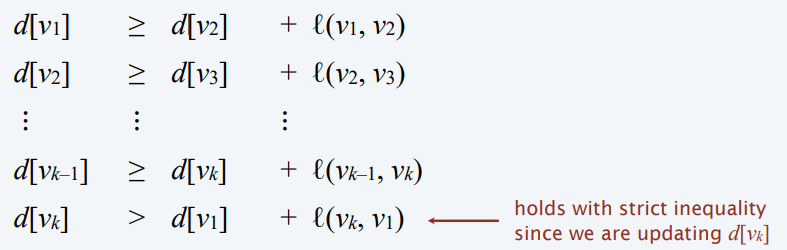 d[v1] ≥ d[v2] + ℓ(v1, v2)
d[v2] ≥ d[v3] + ℓ(v2, v3)
⋮ ⋮ ⋮
d[vk–1] ≥ d[vk] + ℓ(vk–1, vk)
d[vk] > d[v1] + ℓ(vk, v1)
holds with strict inequality
since we are updating d[vk]